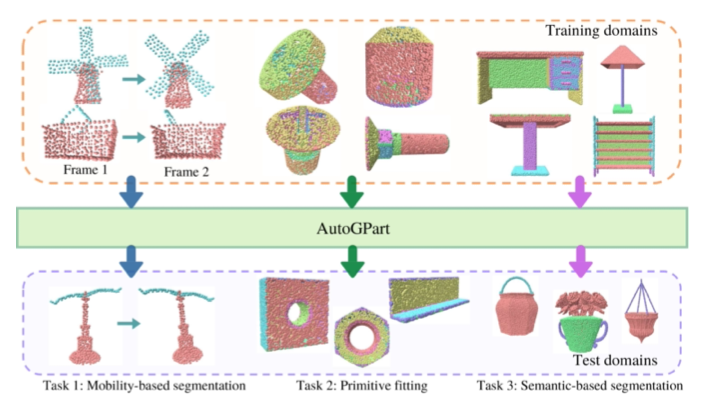 Training domains
Frame 1
Frame 2
AutoGPart
Test domains
Task 1: Mobility-based segmentation
Task 2: Primitive fitting
Task 3: Semantic-based segmentation